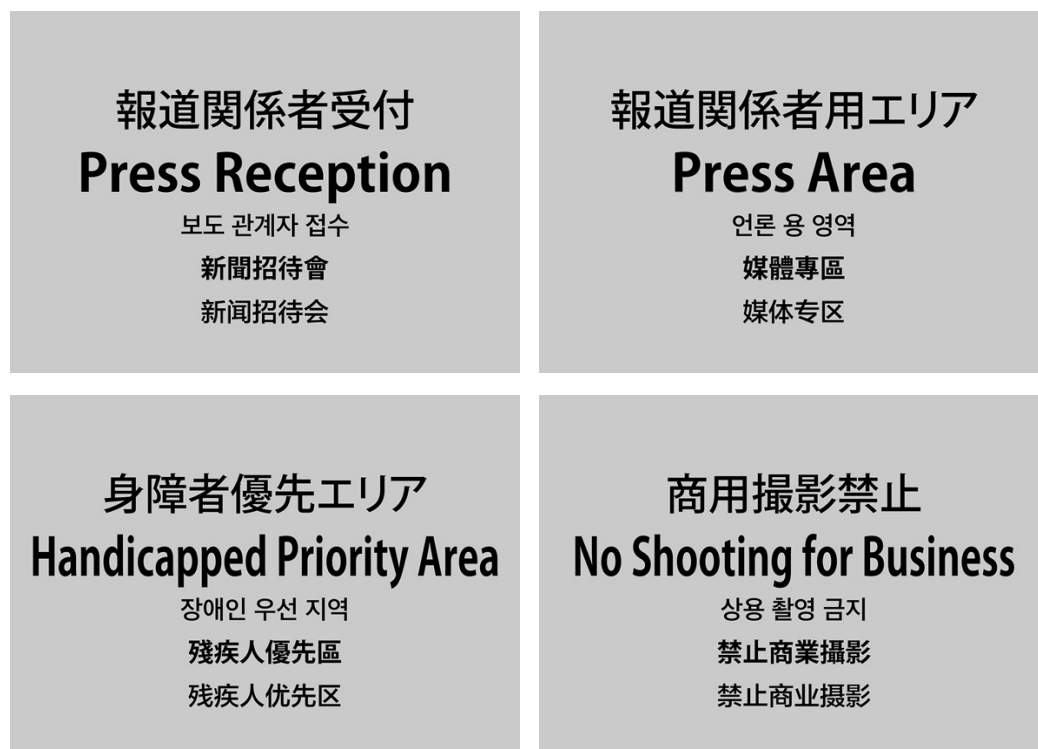 報道関係者受付
Press Reception
보도 관계자 접수
新聞招待會
新闻招待会
報道関係者用エリア
Press Area
언론 용 영역
媒體專區
媒体专区
身障者優先エリア
Handicapped Priority Area
장애인 우선 지역
殘疾人優先區
残疾人优先区
商用撮影禁止
No Shooting for Business
상용 촬영 금지
禁止商業攝影
禁止商业摄影